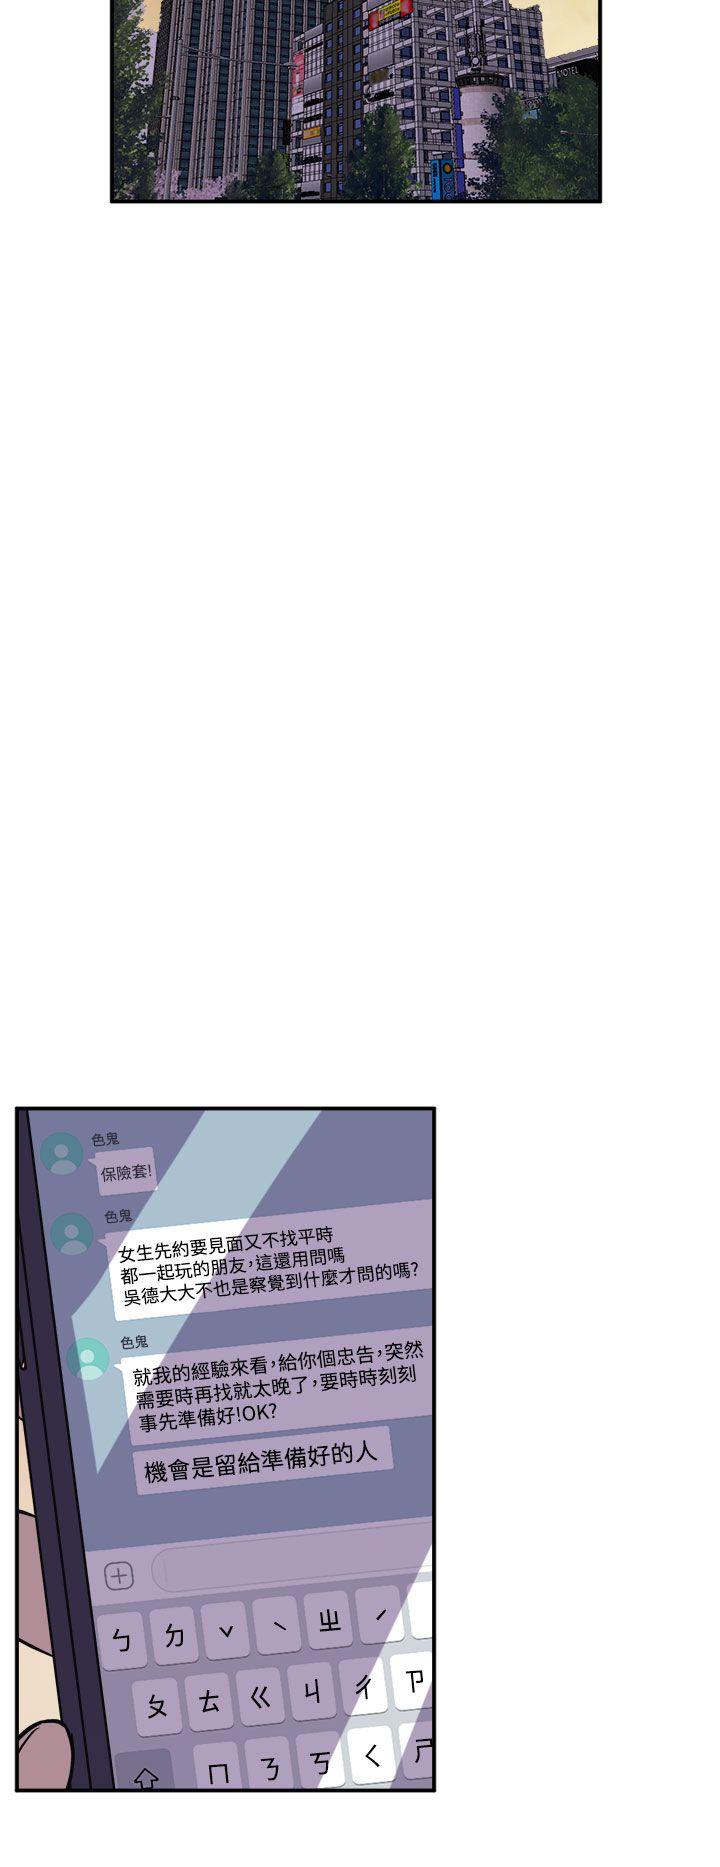 MOTEL
色鬼
保險套!
色鬼
女生先約要見面又不找平時
都一起玩的朋友,這還用問嗎
吳德大大不也是察覺到什麼才問的嗎?
色鬼
就我的經驗來看,給你個忠告,突然
需要時再找就太晚了,要時時刻刻
事先準備好!OK?
機會是留給準備好的人
ㄅ ㄉ ˇ ˋ ㄓ ˊ
ㄆ ㄊ ㄍ ㄐ ㄔ ㄗ
ㄇ ㄋ ㄎ ㄑ ㄕ